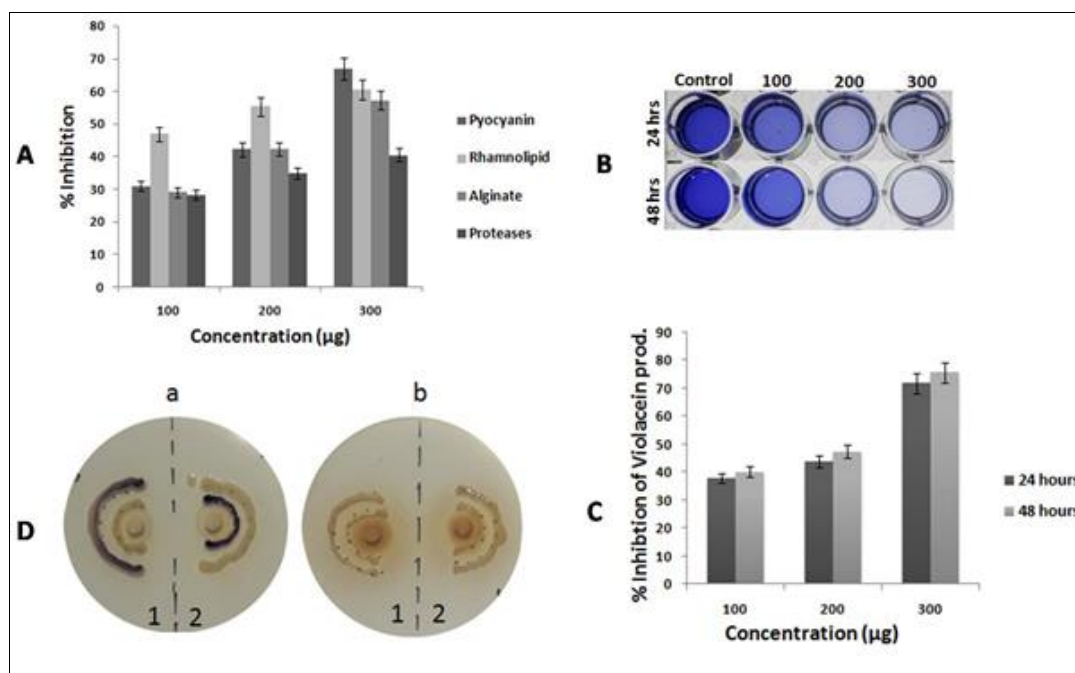 A
% Inhibition
80
70
60
50
40
30
20
10
0
100
200
300
Concentration (µg)
Pyocyanin
Rhamnolipid
Alginate
Proteases
B
Control 100 200 300
24 hrs
48 hrs
C
% Inhibtion of Violacein prod.
90
80
70
60
50
40
30
20
10
0
100
200
300
Concentration (µg)
24 hours
48 hours
D
a
b
1 2
1 2